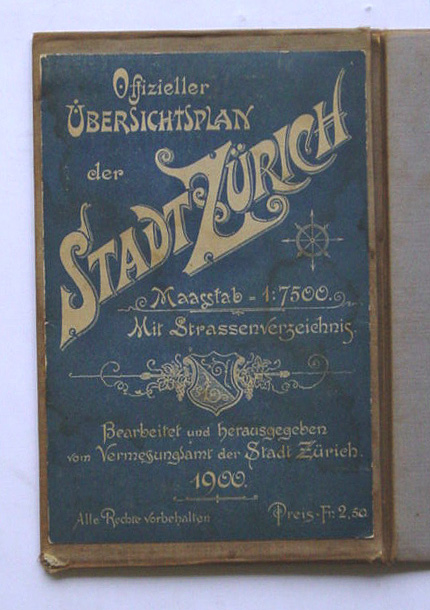 Offizieller
ÜBERSICHTSPLAN
der
STADT ZÜRICH
Maasstab = 1:7500.
Mit Strassenverzeichnis
Bearbeitet und herausgegeben
vom Vermessungsamt der Stadt Zürich.
1900.
Alle Rechte vorbehalten
Preis-Fr: 2,50